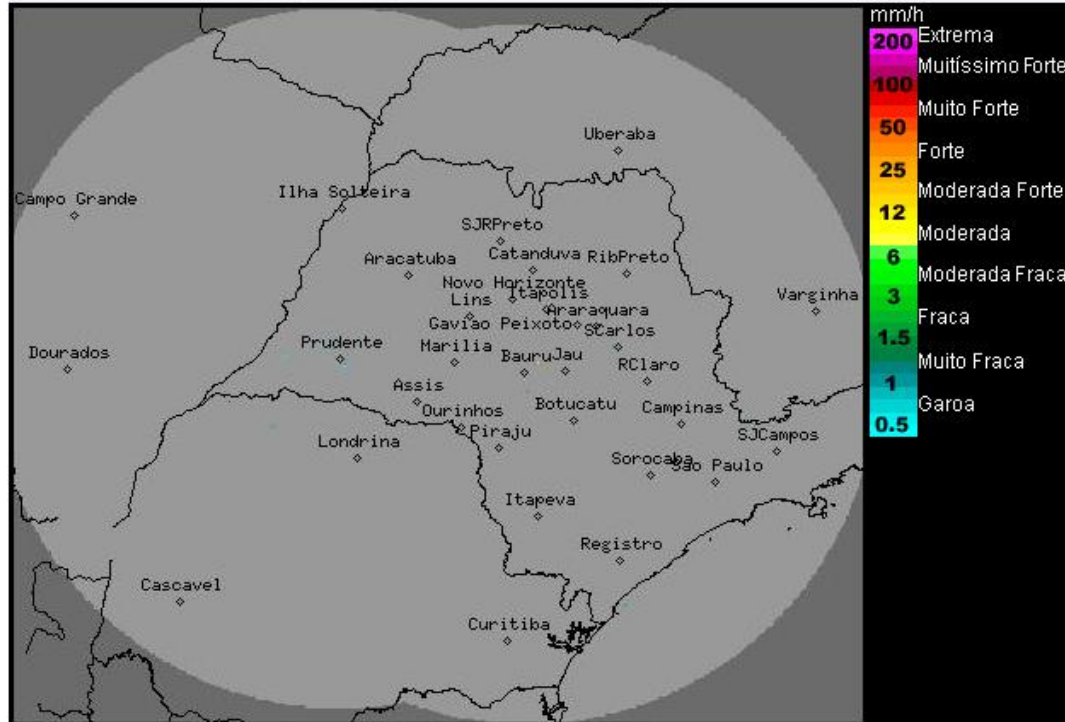 mm/h
200 Extrema
Muitíssimo Forte
100
Muito Forte
50
Forte
25
Moderada Forte
12
Moderada
6
Moderada Fraca
3
Fraca
1.5
Muito Fraca
1
Garoa
0.5
Uberaba
Campo Grande
Ilha Solteira
SJRPreto
Aracatuba
Catanduva
RibPreto
Novo Horizonte
Lins
Itapolis
Araraquara
Varginha
Gaviao Peixoto
SCarlos
Dourados
Prudente
Marilia
Bauru
Jau
RClaro
Assis
Ourinhos
Botucatu
Campinas
Londrina
Piraju
SJCampos
Sorocaba
Sao Paulo
Itapeva
Registro
Cascavel
Curitiba